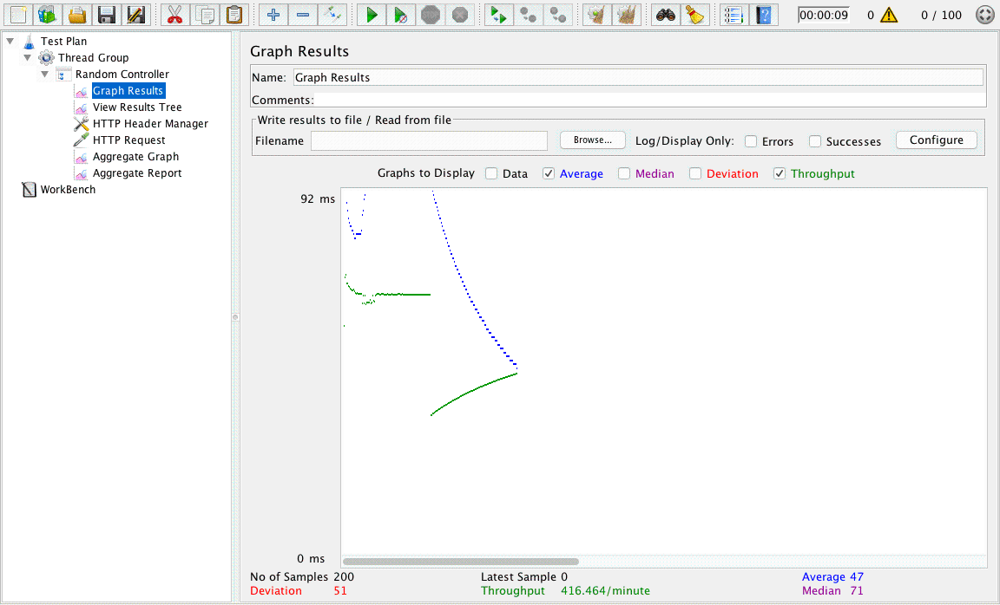 00:00:09 0 0 / 100
Test Plan
Thread Group
Random Controller
Graph Results
View Results Tree
HTTP Header Manager
HTTP Request
Aggregate Graph
Aggregate Report
WorkBench
Graph Results
Name: Graph Results
Comments:
Write results to file / Read from file
Filename Browse... Log/Display Only: Errors Successes Configure
Graphs to Display Data Average Median Deviation Throughput
92 ms
0 ms
No of Samples 200 Latest Sample 0 Average 47
Deviation 51 Throughput 416.464/minute Median 71